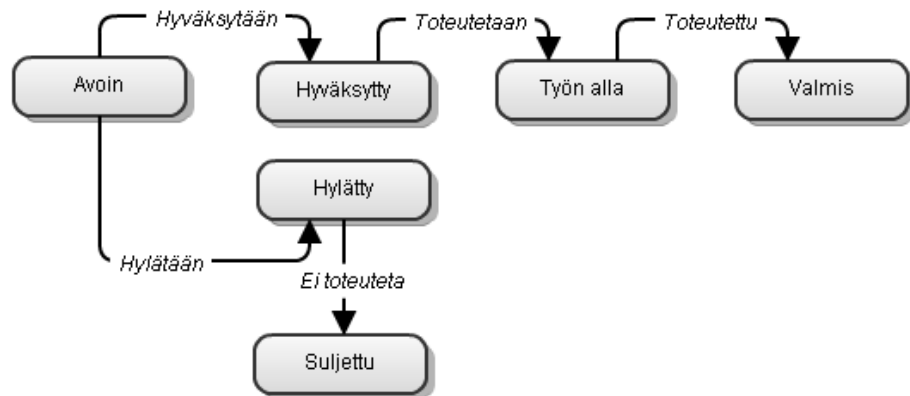 Hyväksytään
Toteutetaan
Toteutettu
Avoin
Hyväksytty
Työn alla
Valmis
Hylätty
Hylätään
Ei toteuteta
Suljettu